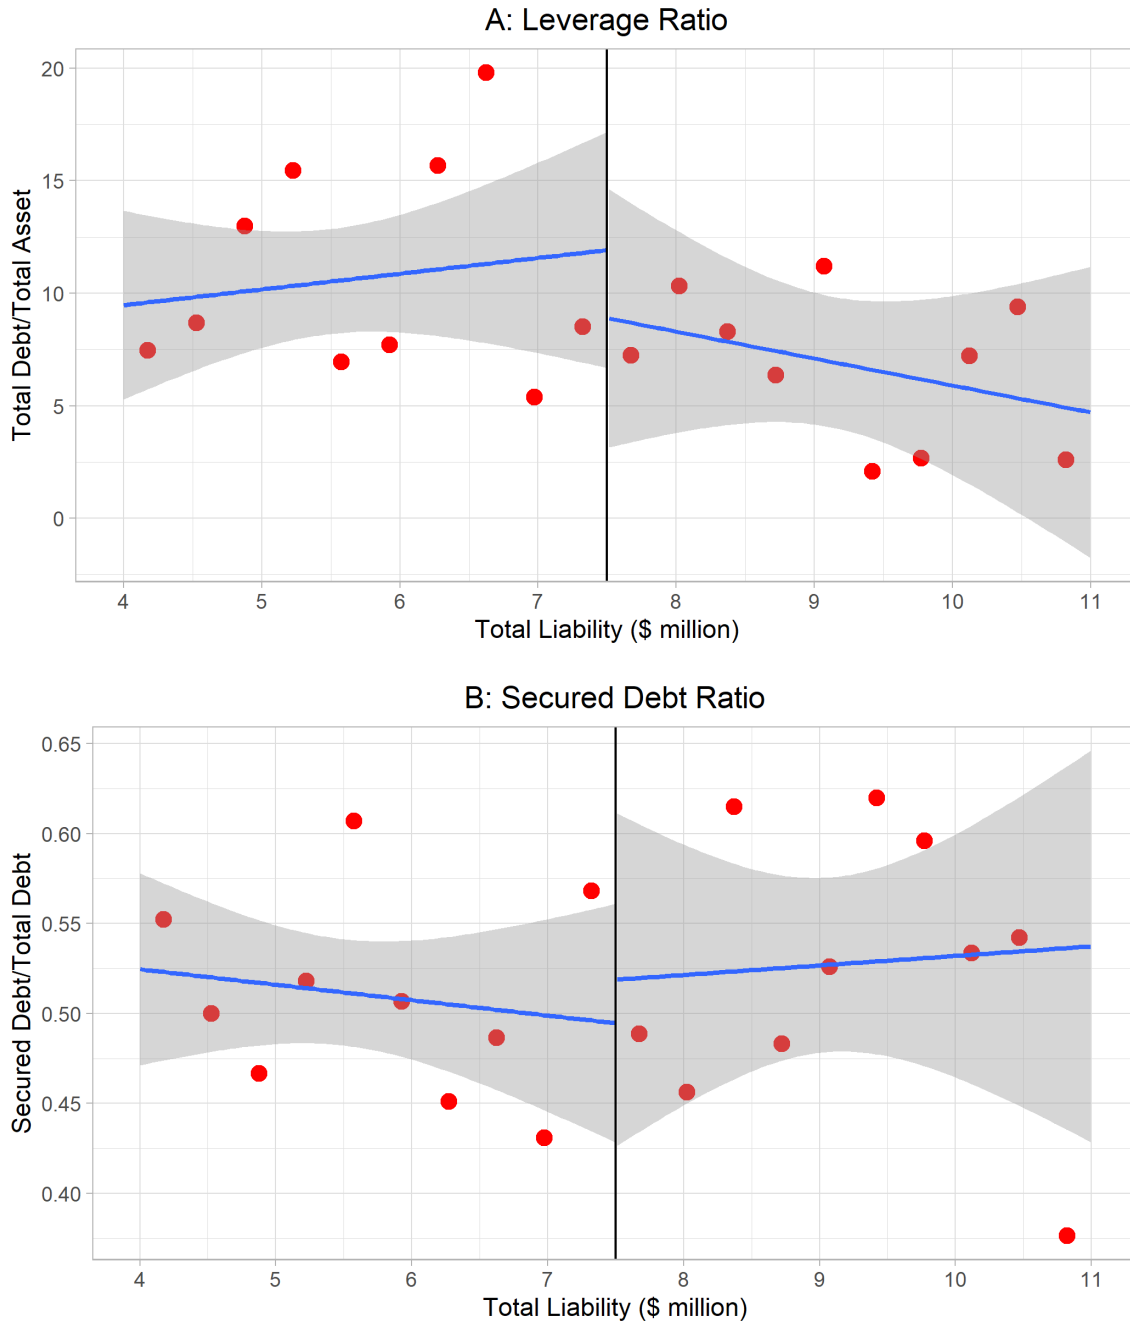 A: Leverage Ratio
20
15
10
5
0
Total Debt/Total Asset
4 5 6 7 8 9 10 11
Total Liability ($ million)
B: Secured Debt Ratio
0.65
0.60
0.55
0.50
0.45
0.40
Secured Debt/Total Debt
4 5 6 7 8 9 10 11
Total Liability ($ million)